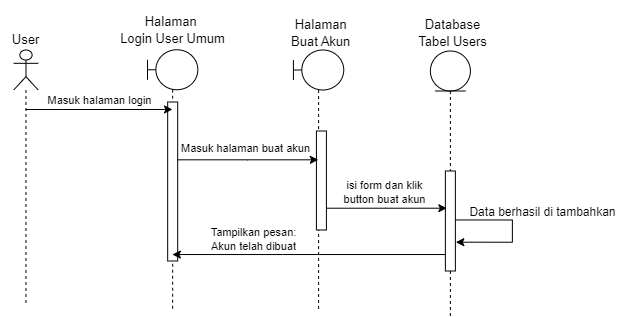 User
Halaman
Login User Umum
Halaman
Buat Akun
Database
Tabel Users
Masuk halaman login
Masuk halaman buat akun
isi form dan klik
button buat akun
Data berhasil di tambahkan
Tampilkan pesan:
Akun telah dibuat